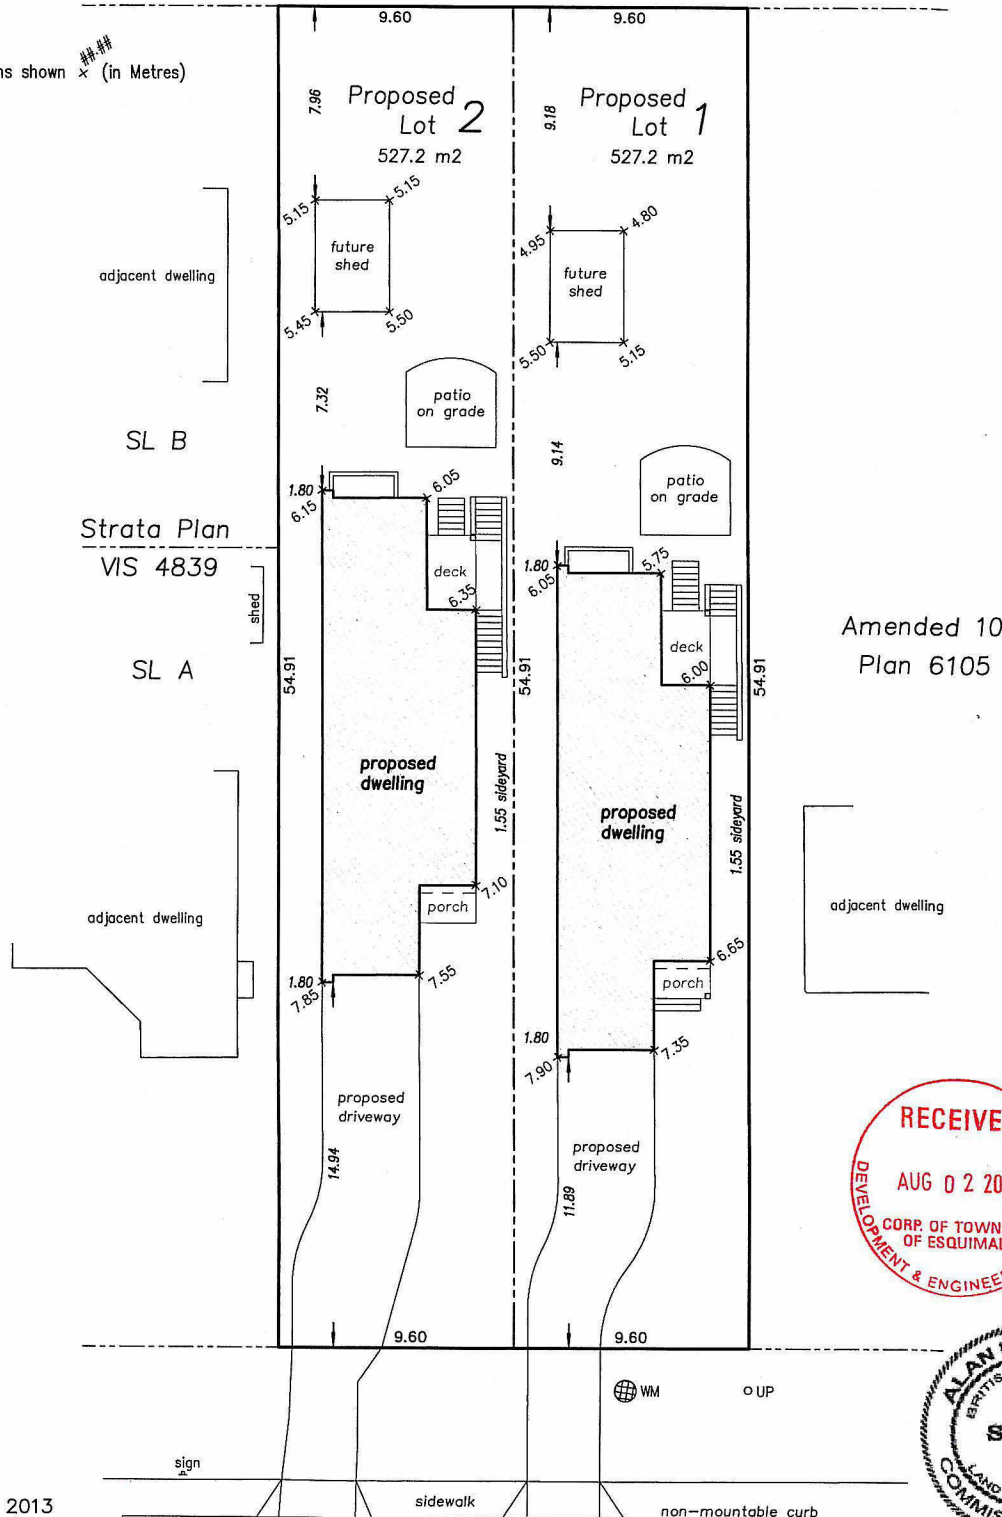 9.60
9.60
ns shown × ##.## (in Metres)
7.96
9.18
Proposed
Lot 2
527.2 m2
Proposed
Lot 1
527.2 m2
5.15
5.15
4.95
4.80
adjacent dwelling
future
shed
future
shed
5.45
5.50
5.50
5.15
7.32
9.14
patio
on grade
patio
on grade
SL B
Strata Plan
VIS 4839
SL A
shed
1.80
6.15
6.05
deck
6.35
1.80
6.05
5.75
deck
6.00
54.91
54.91
54.91
Amended 10
Plan 6105
proposed
dwelling
1.55 sideyard
proposed
dwelling
1.55 sideyard
adjacent dwelling
adjacent dwelling
7.10
porch
6.65
porch
1.80
7.85
7.55
1.80
7.90
7.35
proposed
driveway
proposed
driveway
14.94
11.89
RECEIVE
AUG 0 2 20
CORP. OF TOWN
OF ESQUIMAL
DEVELOPMENT & ENGINEE
9.60
9.60
WM
UP
ALAN
BRITIS
S
LAND
COMMIS
sign
2013
sidewalk
non-mountable curb